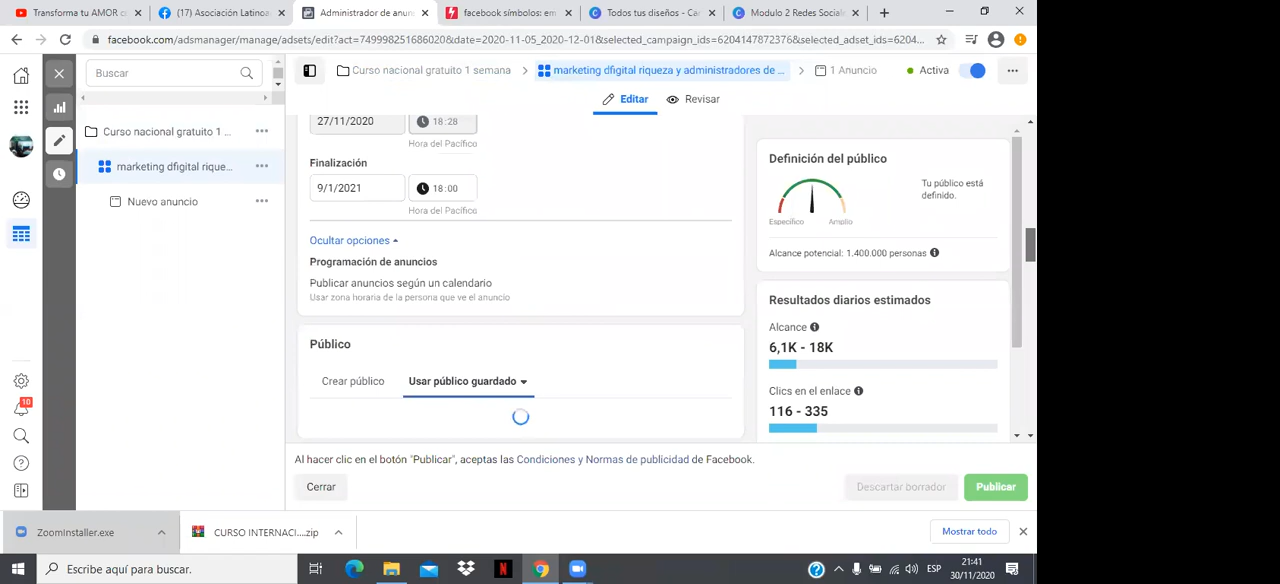 Transforma tu AMOR ci
(17) Asociación Latinoa
Administrador de anun
facebook símbolos: em
Todos tus diseños - Ca
Modulo 2 Redes Sociale
facebook.com/adsmanager/manage/adsets/edit?act=749998251686020&date=2020-11-05_2020-12-01&selected_campaign_ids=6204147872376&selected_adset_ids=6204...
Buscar
Curso nacional gratuito 1 semana
marketing dfigital riqueza y administradores de ...
1 Anuncio
Activa
Editar
Revisar
Curso nacional gratuito 1 ...
marketing dfigital rique...
Nuevo anuncio
27/11/2020
18:28
Hora del Pacífico
Finalización
9/1/2021
18:00
Hora del Pacífico
Ocultar opciones
Programación de anuncios
Publicar anuncios según un calendario
Usar zona horaria de la persona que ve el anuncio
Público
Crear público
Usar público guardado
Definición del público
Tu público está
definido.
Específico
Amplio
Alcance potencial: 1.400.000 personas
Resultados diarios estimados
Alcance
6,1K - 18K
Clics en el enlace
116 - 335
10
Al hacer clic en el botón "Publicar", aceptas las Condiciones y Normas de publicidad de Facebook.
Cerrar
Descartar borrador
Publicar
ZoomInstaller.exe
CURSO INTERNACI....zip
Mostrar todo
Escribe aquí para buscar.
ESP
21:41
30/11/2020